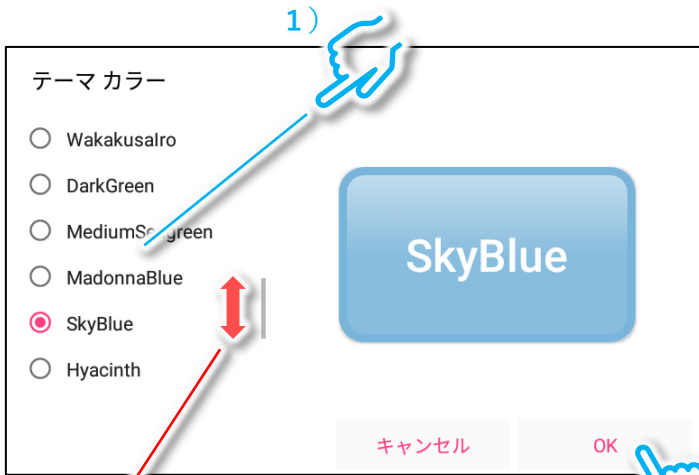 1）
テーマ カラー
WakakusaIro
DarkGreen
MediumSeagreen
MadonnaBlue
SkyBlue
Hyacinth
SkyBlue
キャンセル
OK